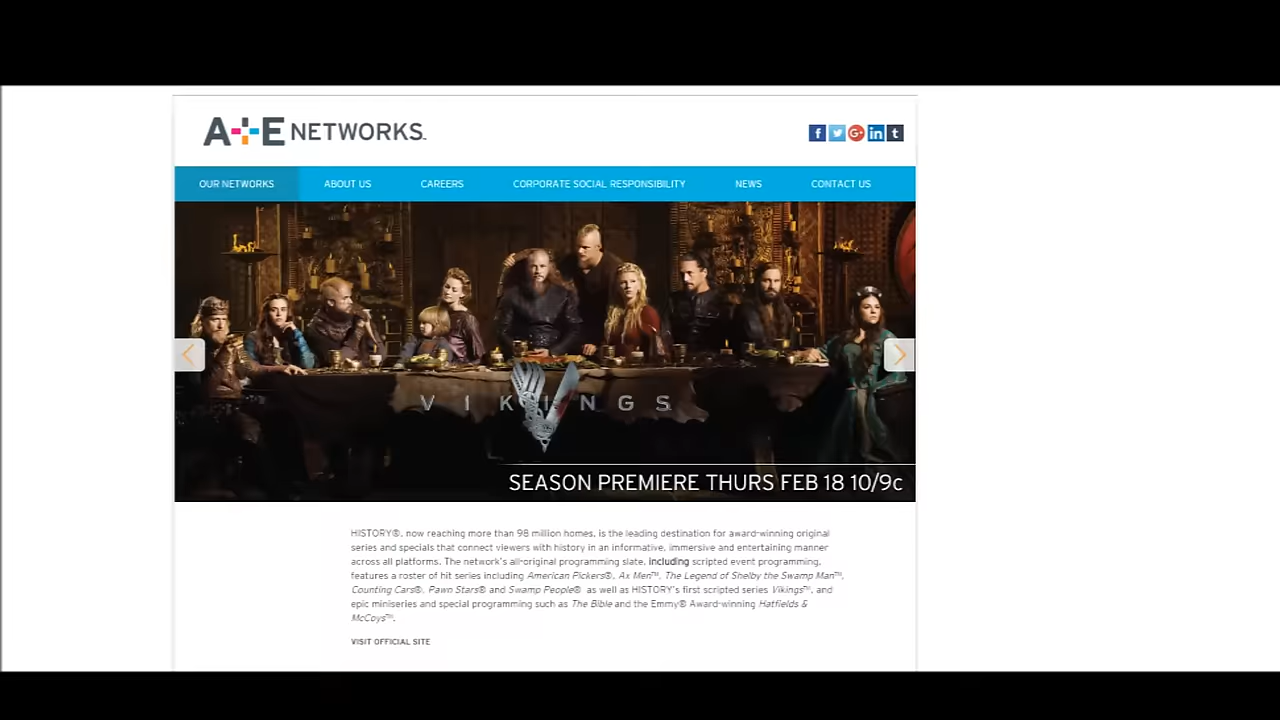 A+E NETWORKS™
f t G+ in t
OUR NETWORKS ABOUT US CAREERS CORPORATE SOCIAL RESPONSIBILITY NEWS CONTACT US
VIKINGS
SEASON PREMIERE THURS FEB 18 10/9c
HISTORY®, now reaching more than 98 million homes, is the leading destination for award-winning original
series and specials that connect viewers with history in an informative, immersive and entertaining manner
across all platforms. The network's all-original programming slate, including scripted event programming,
features a roster of hit series including American Pickers®, Ax Men™, The Legend of Shelby the Swamp Man™,
Counting Cars®, Pawn Stars® and Swamp People® as well as HISTORY's first scripted series Vikings™, and
epic miniseries and special programming such as The Bible and the Emmy® Award-winning Hatfields &
McCoys™.
VISIT OFFICIAL SITE